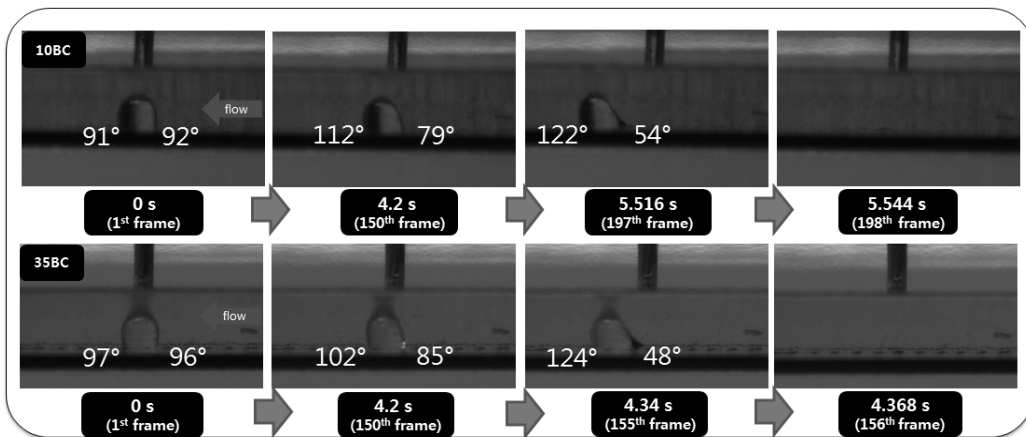 10BC
flow
91° 92°
112° 79°
122° 54°
0 s
(1st frame)
4.2 s
(150th frame)
5.516 s
(197th frame)
5.544 s
(198th frame)
35BC
flow
97° 96°
102° 85°
124° 48°
0 s
(1st frame)
4.2 s
(150th frame)
4.34 s
(155th frame)
4.368 s
(156th frame)